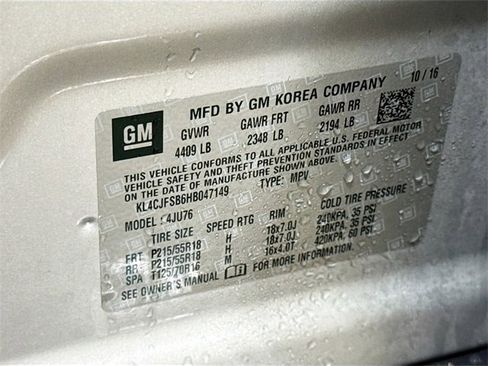 MFD BY GM KOREA COMPANY 10/16
GM
GVWR GAWR FRT GAWR RR
4409 LB 2348 LB 2194 LB
THIS VEHICLE CONFORMS TO ALL APPLICABLE U.S. FEDERAL MOTOR
VEHICLE SAFETY AND THEFT PREVENTION STANDARDS IN EFFECT
ON THE DATE OF MANUFACTURE SHOWN ABOVE.
KL4CJFSB6HB047149 TYPE: MPV
MODEL: 4JU76
TIRE SIZE SPEED RTG RIM COLD TIRE PRESSURE
FRT P215/55R18 H 18x7.0J 240KPA, 35 PSI
RR P215/55R18 H 18x7.0J 240KPA, 35 PSI
SPA T125/70R16 M 16x4.0T 420KPA, 60 PSI
SEE OWNER'S MANUAL FOR MORE INFORMATION.